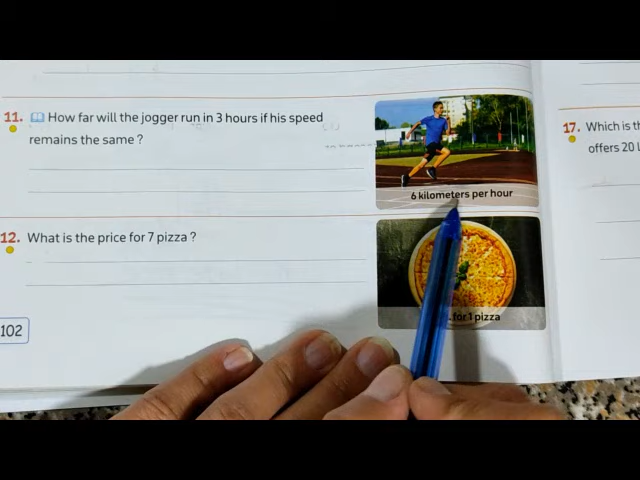 11. How far will the jogger run in 3 hours if his speed
remains the same ?
6 kilometers per hour
12. What is the price for 7 pizza ?
for 1 pizza
102
17. Which is
offers 20